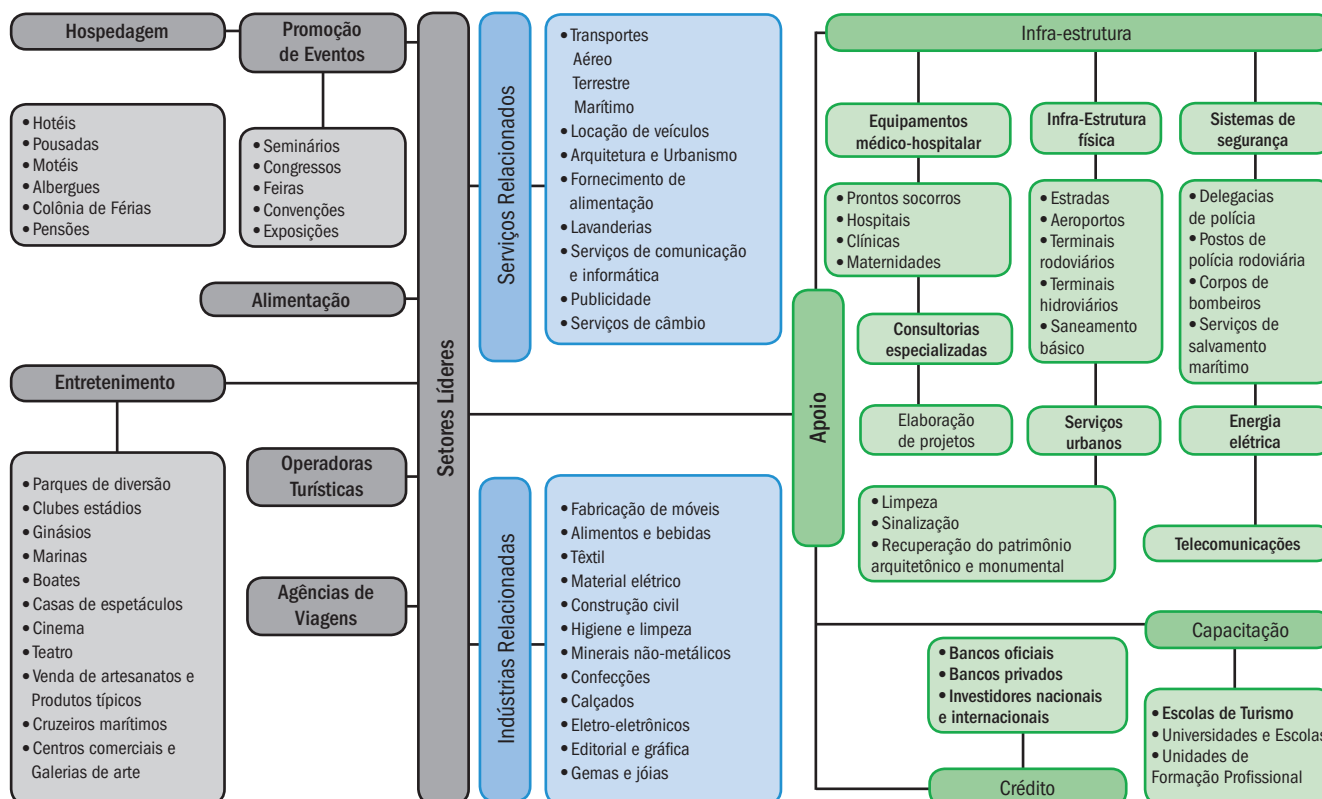 Hospedagem
Promoção
de Eventos
• Hotéis
• Pousadas
• Motéis
• Albergues
• Colônia de Férias
• Pensões
• Seminários
• Congressos
• Feiras
• Convenções
• Exposições
Alimentação
Entretenimento
• Parques de diversão
• Clubes estádios
• Ginásios
• Marinas
• Boates
• Casas de espetáculos
• Cinema
• Teatro
• Venda de artesanatos e
Produtos típicos
• Cruzeiros marítimos
• Centros comerciais e
Galerias de arte
Operadoras
Turísticas
Agências de
Viagens
Setores Líderes
Serviços Relacionados
• Transportes
Aéreo
Terrestre
Marítimo
• Locação de veículos
• Arquitetura e Urbanismo
• Fornecimento de
alimentação
• Lavanderias
• Serviços de comunicação
e informática
• Publicidade
• Serviços de câmbio
Indústrias Relacionadas
• Fabricação de móveis
• Alimentos e bebidas
• Têxtil
• Material elétrico
• Construção civil
• Higiene e limpeza
• Minerais não-metálicos
• Confecções
• Calçados
• Eletro-eletrônicos
• Editorial e gráfica
• Gemas e jóias
Apoio
Infra-estrutura
Equipamentos
médico-hospitalar
• Prontos socorros
• Hospitais
• Clínicas
• Maternidades
Consultorias
especializadas
Elaboração
de projetos
Infra-Estrutura
física
• Estradas
• Aeroportos
• Terminais
rodoviários
• Terminais
hidroviários
• Saneamento
básico
Serviços
urbanos
• Limpeza
• Sinalização
• Recuperação do patrimônio
arquitetônico e monumental
Sistemas de
segurança
• Delegacias
de polícia
• Postos de
polícia rodoviária
• Corpos de
bombeiros
• Serviços de
salvamento
marítimo
Energia
elétrica
Telecomunicações
Capacitação
• Escolas de Turismo
• Universidades e Escolas
• Unidades de
Formação Profissional
• Bancos oficiais
• Bancos privados
• Investidores nacionais
e internacionais
Crédito